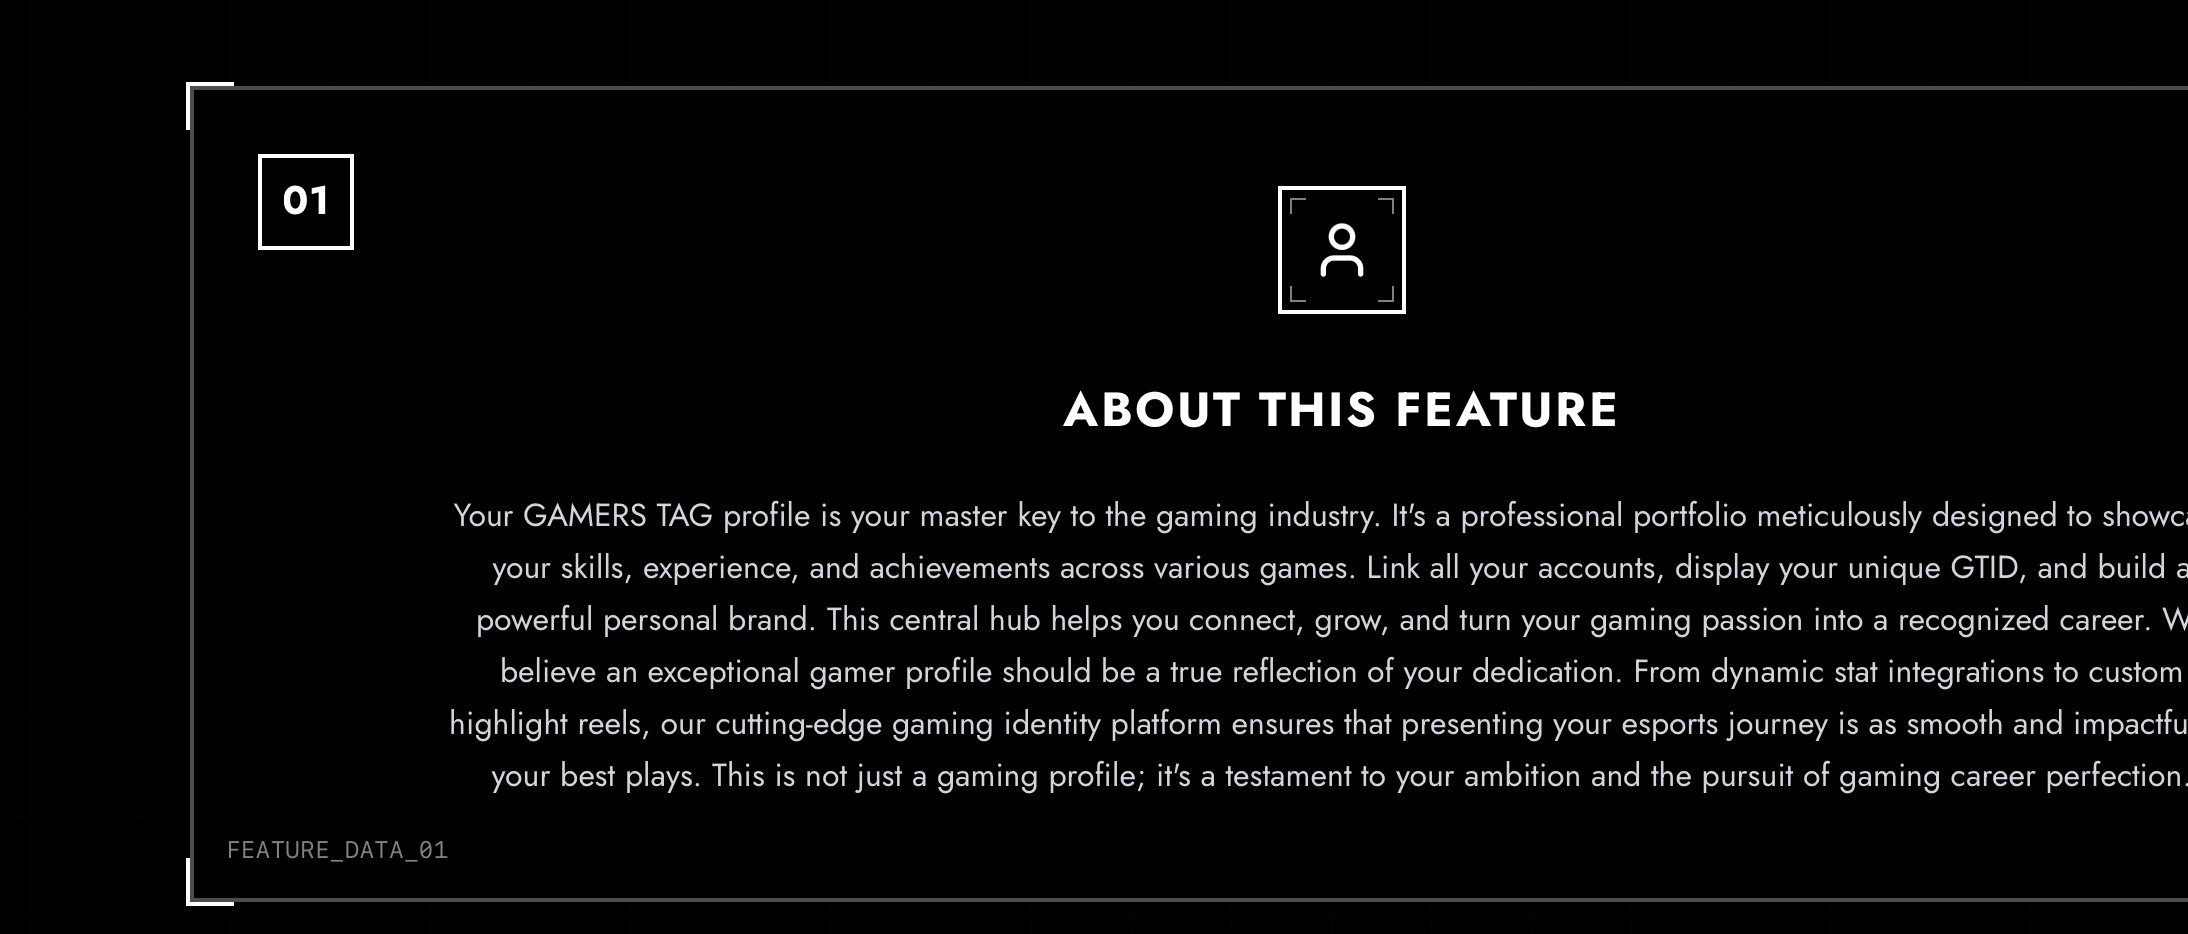 01
ABOUT THIS FEATURE
Your GAMERS TAG profile is your master key to the gaming industry. It's a professional portfolio meticulously designed to
your skills, experience, and achievements across various games. Link all your accounts, display your unique GTID, and build a
powerful personal brand. This central hub helps you connect, grow, and turn your gaming passion into a recognized career.
believe an exceptional gamer profile should be a true reflection of your dedication. From dynamic stat integrations to custom
highlight reels, our cutting-edge gaming identity platform ensures that presenting your esports journey is as smooth and
your best plays. This is not just a gaming profile; it's a testament to your ambition and the pursuit of gaming career perfection.
FEATURE_DATA_01